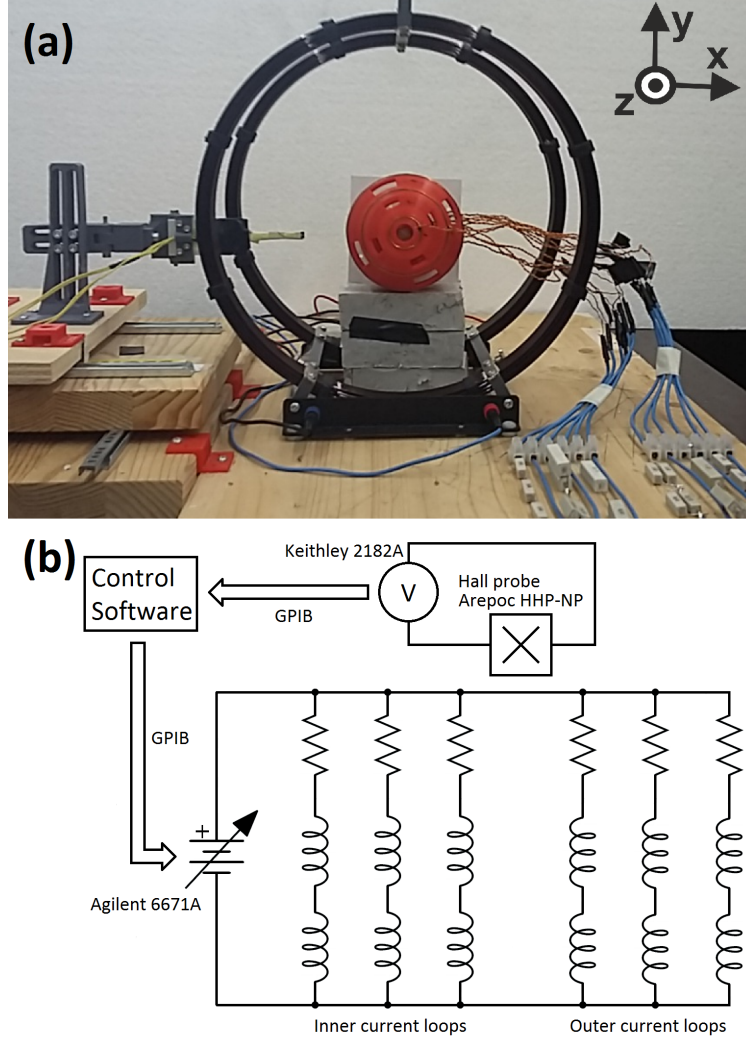 (a)
y
x
z
(b)
Keithley 2182A
Control
Software
V
Hall probe
Arepoc HHP-NP
GPIB
GPIB
+
Agilent 6671A
Inner current loops
Outer current loops